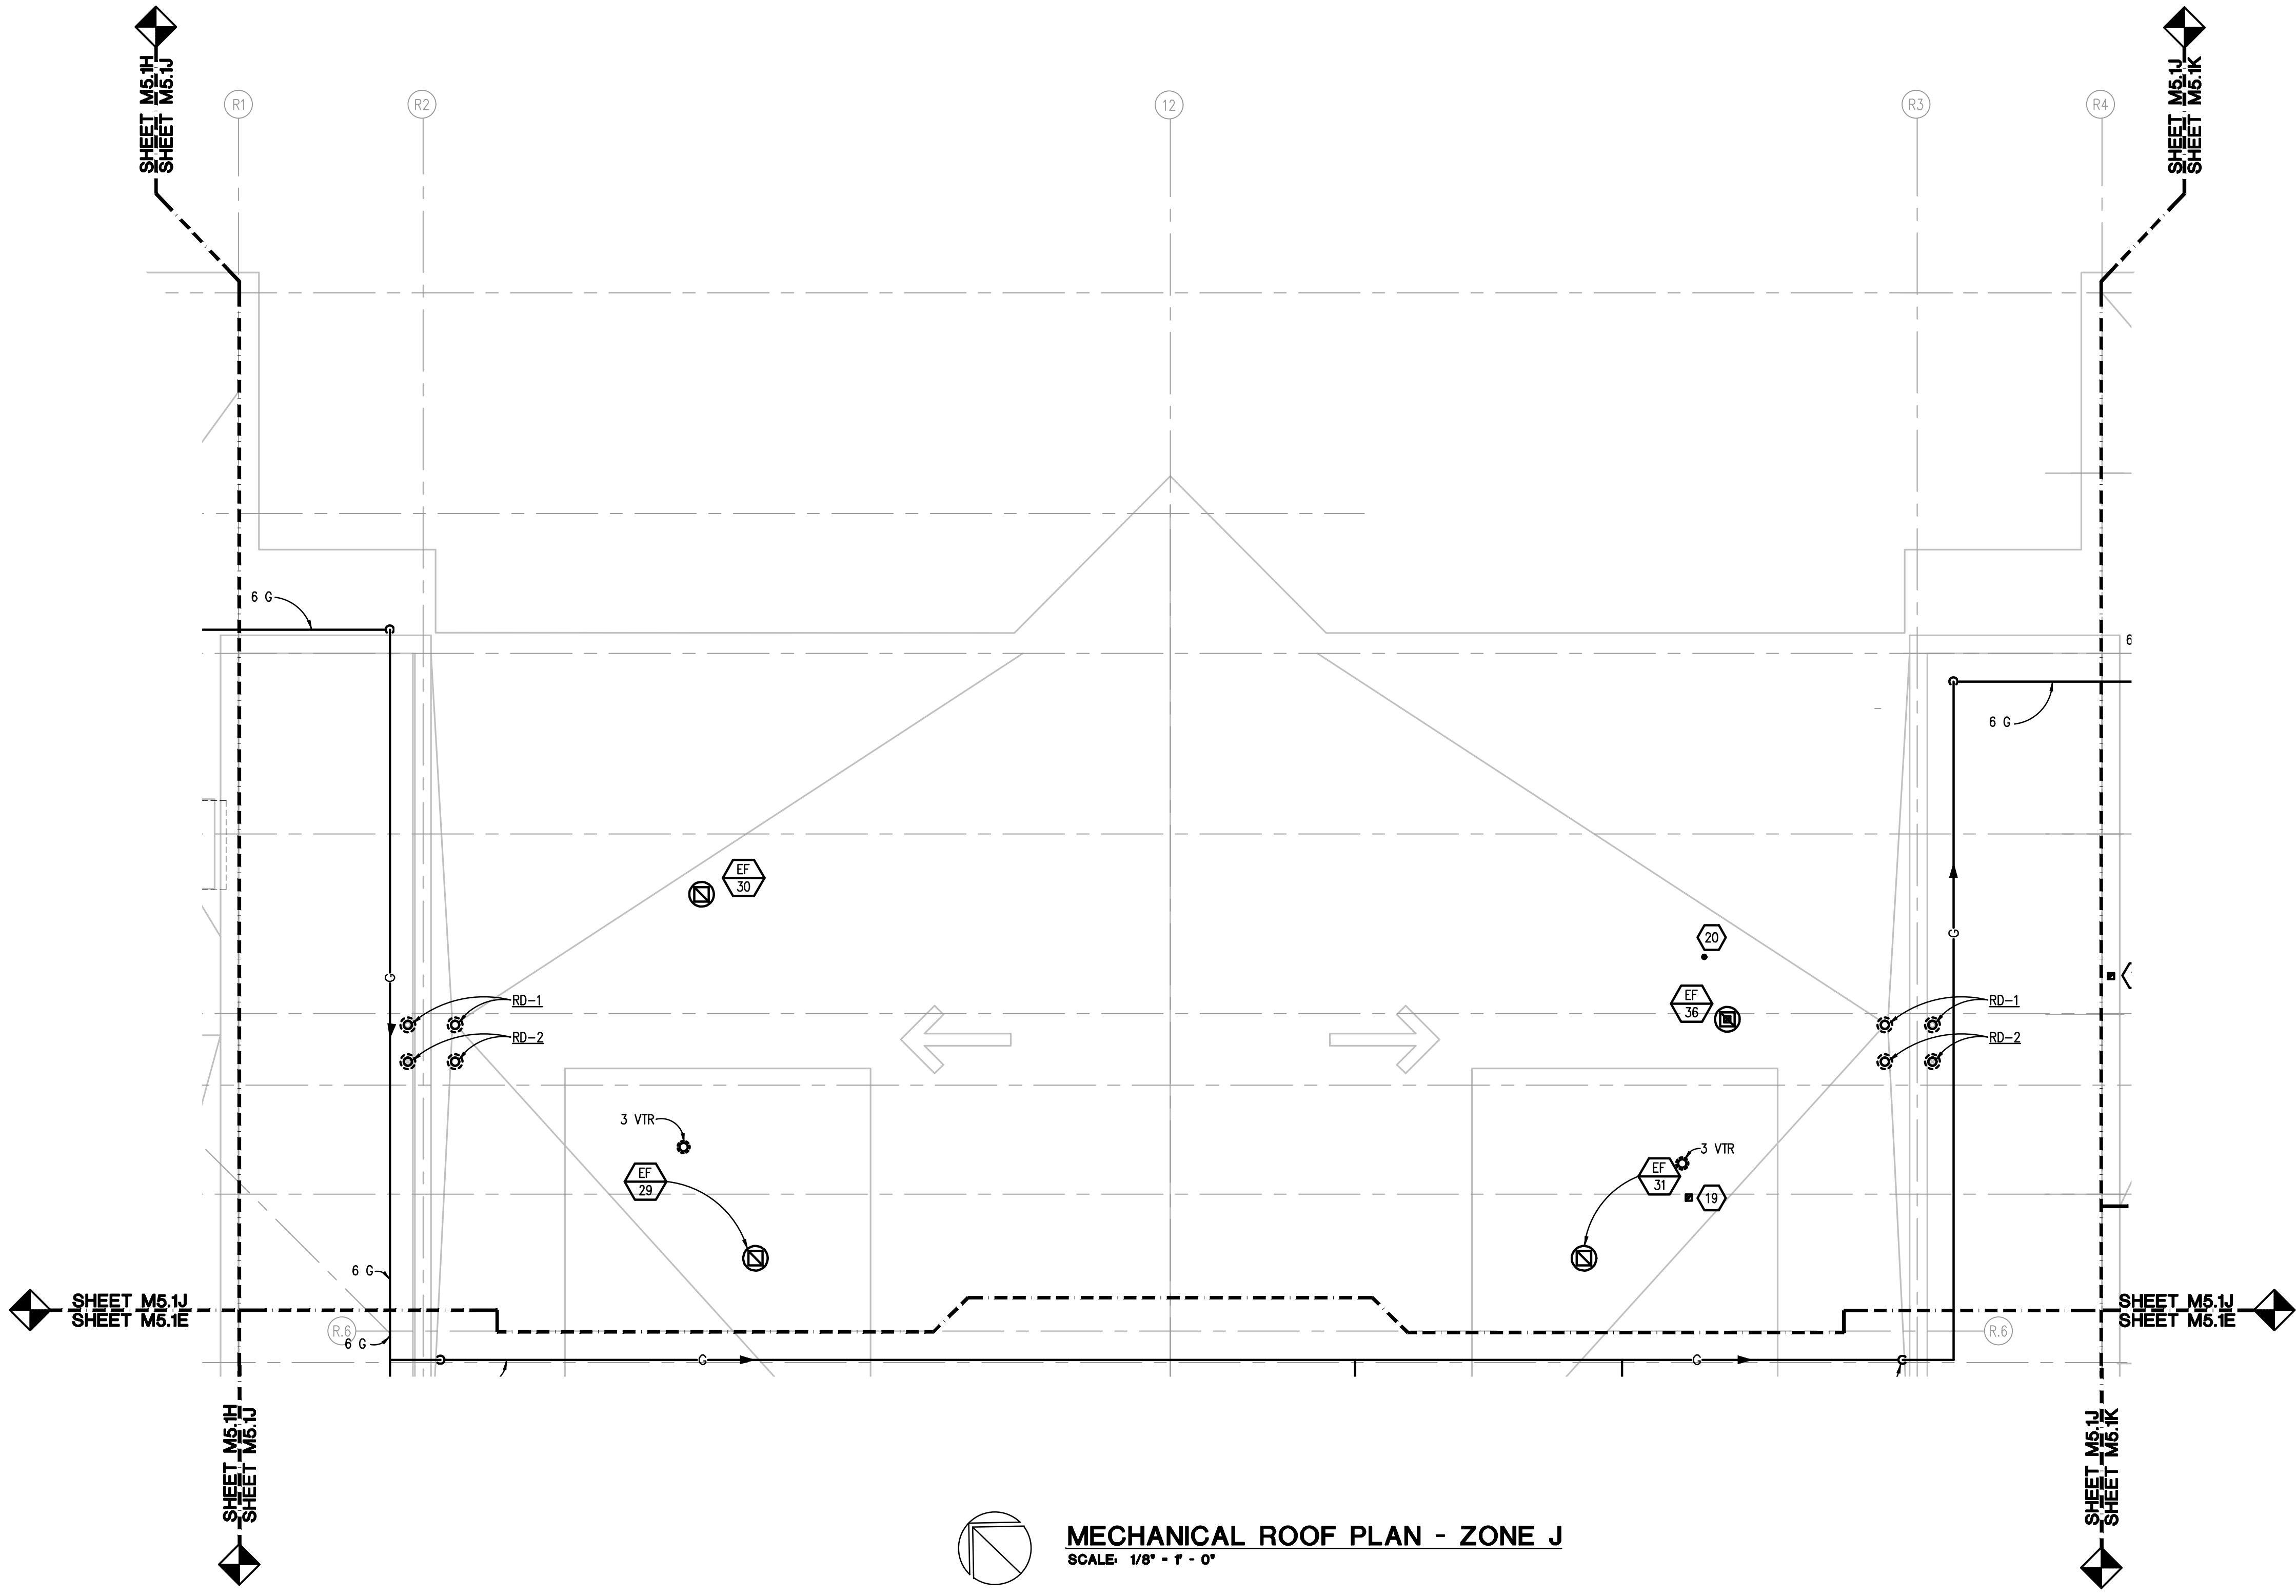 SHEET M5.1H
SHEET M5.1J
SHEET M5.1J
SHEET M5.1K
R1
R2
12
R3
R4
6 G
6
6 G
G
G
EF
30
20
EF
36
RD-1
RD-2
RD-1
RD-2
3 VTR
EF
29
3 VTR
EF
31
19
6 G
SHEET M5.1J
SHEET M5.1E
SHEET M5.1J
SHEET M5.1E
R.6
6 G
R.6
G
G
SHEET M5.1H
SHEET M5.1J
SHEET M5.1J
SHEET M5.1K
MECHANICAL ROOF PLAN - ZONE J
SCALE: 1/8" = 1' - 0"